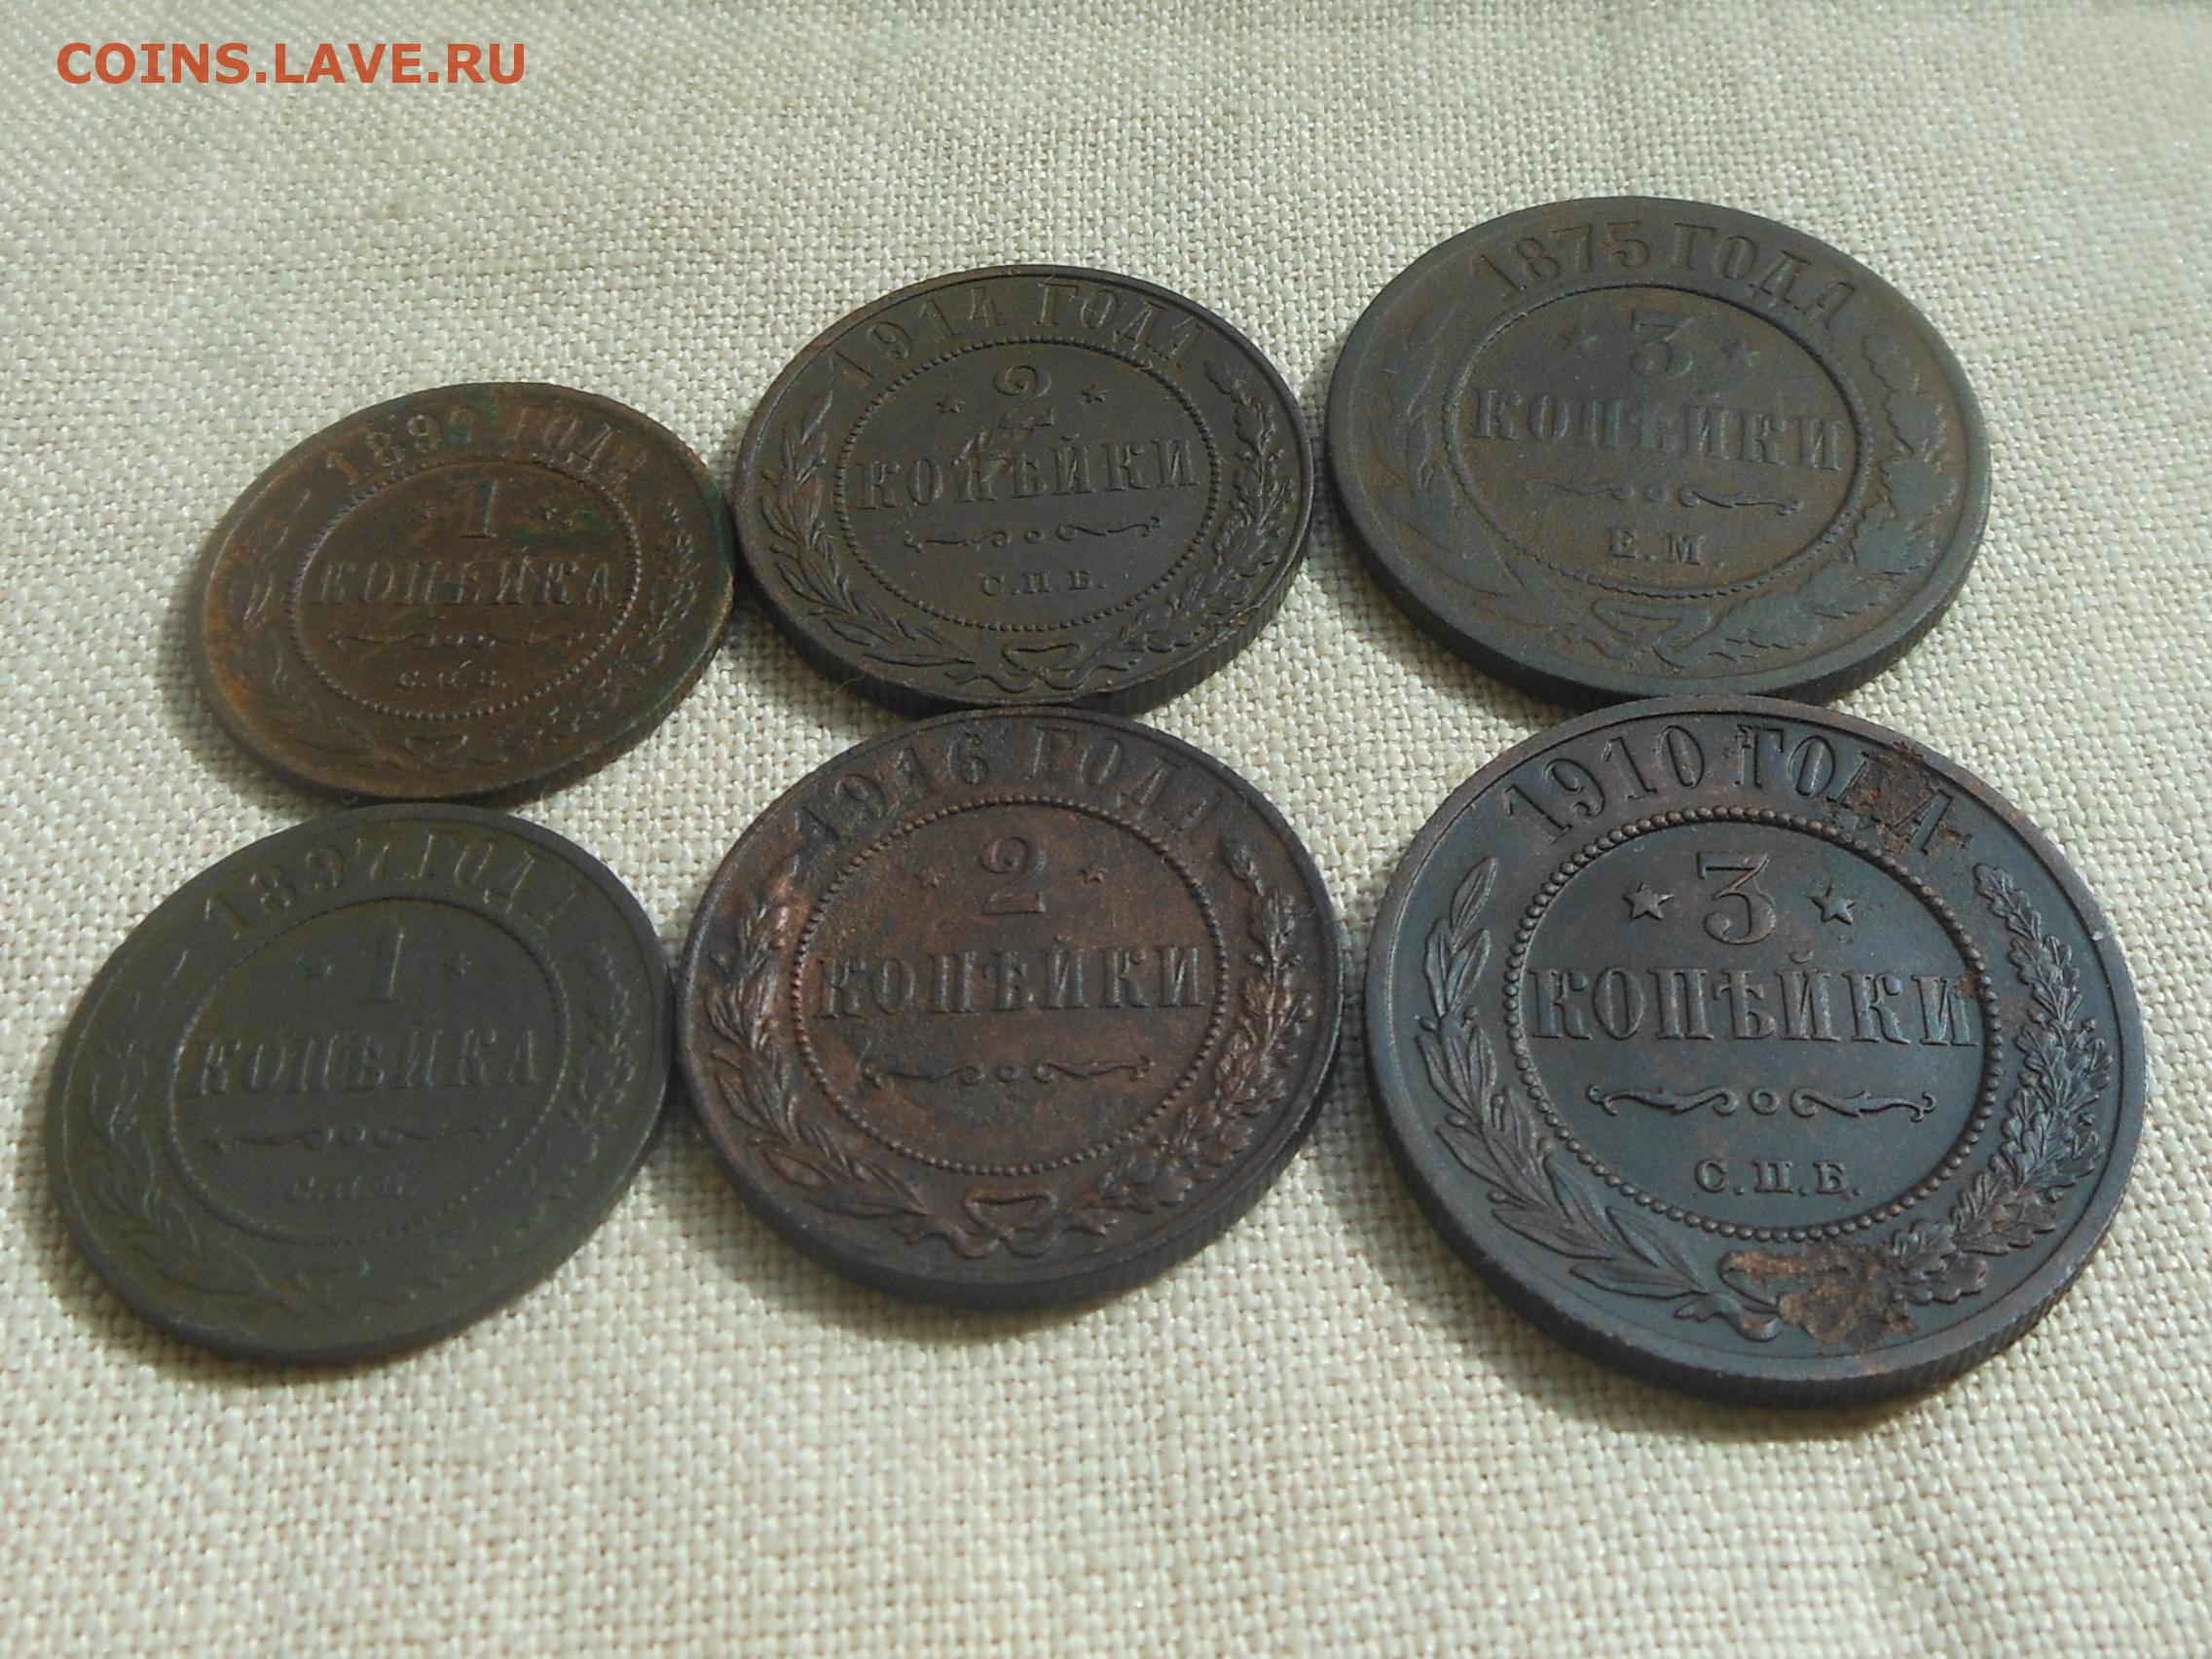 COINS.LAVE.RU
ГОДА
1
КОПѢЙКА
1914 ГОДА
2
КОПѢЙКИ
С.П.Б.
1875 ГОДА
3
КОПѢЙКИ
Е.М.
1897 ГОДА
1
КОПѢЙКА
С.П.Б.
1916 ГОДА
2
КОПѢЙКИ
1910 ГОДА
3
КОПѢЙКИ
С.П.Б.